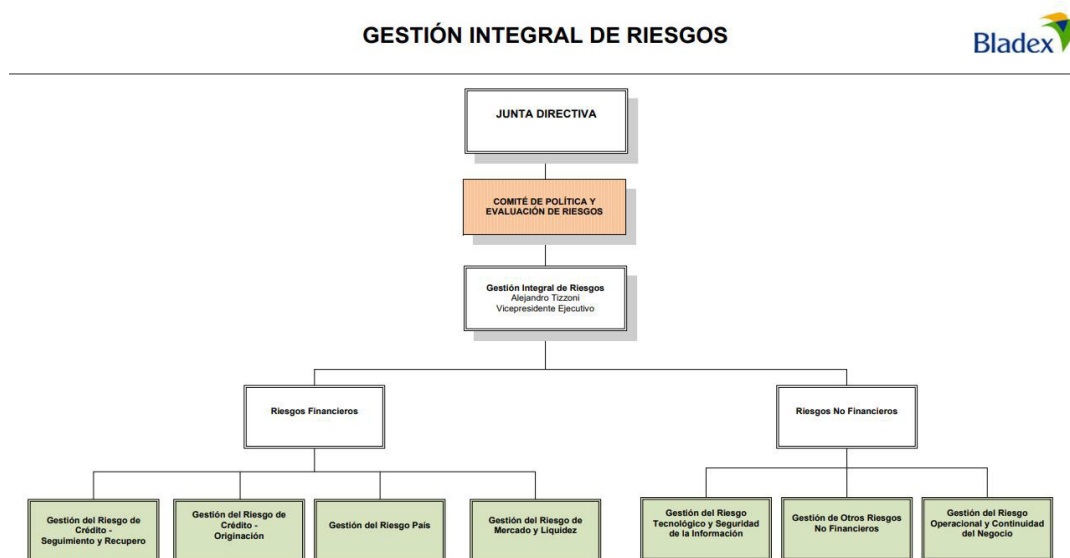 GESTIÓN INTEGRAL DE RIESGOS
Bladex
JUNTA DIRECTIVA
COMITÉ DE POLÍTICA Y
EVALUACIÓN DE RIESGOS
Gestión Integral de Riesgos
Alejandro Tizzoni
Vicepresidente Ejecutivo
Riesgos Financieros
Riesgos No Financieros
Gestión del Riesgo de
Crédito -
Seguimiento y Recupero
Gestión del Riesgo de
Crédito -
Originación
Gestión del Riesgo País
Gestión del Riesgo de
Mercado y Liquidez
Gestión del Riesgo
Tecnológico y Seguridad
de la Información
Gestión de Otros Riesgos
No Financieros
Gestión del Riesgo
Operacional y Continuidad
del Negocio